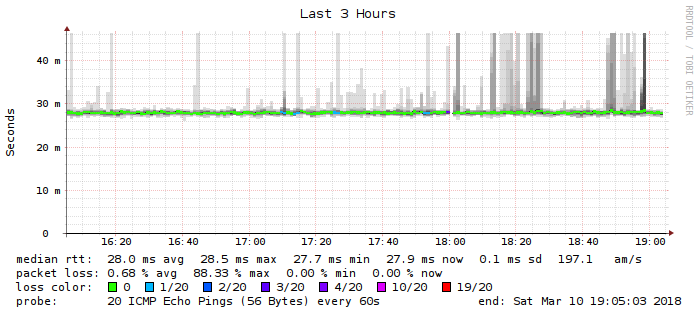 Last 3 Hours
RRDTOOL / TOBI OETIKER
Seconds
40 m
30 m
20 m
10 m
0
16:20 16:40 17:00 17:20 17:40 18:00 18:20 18:40 19:00
median rtt: 28.0 ms avg 28.5 ms max 27.7 ms min 27.9 ms now 0.1 ms sd 197.1 am/s
packet loss: 0.68 % avg 88.33 % max 0.00 % min 0.00 % now
loss color: 0 1/20 2/20 3/20 4/20 10/20 19/20
probe: 20 ICMP Echo Pings (56 Bytes) every 60s end: Sat Mar 10 19:05:03 2018